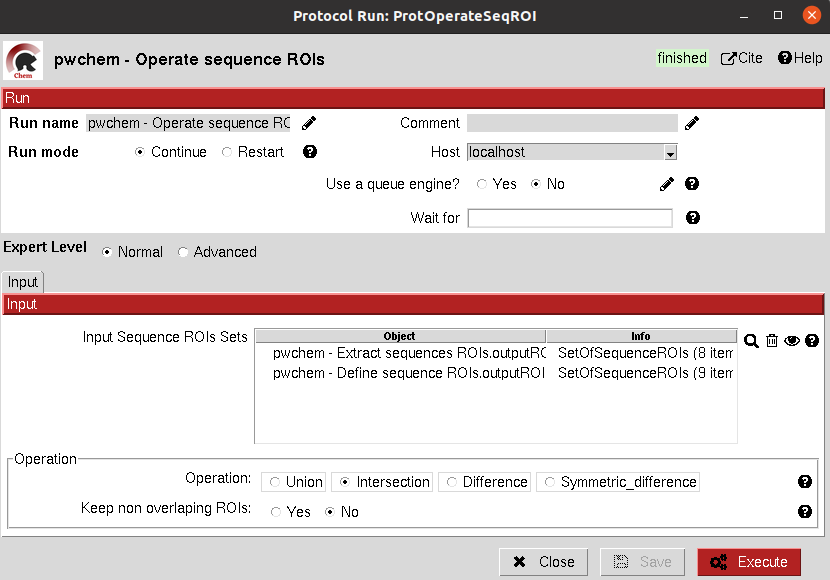 Protocol Run: ProtOperateSeqROI
Chem
pwchem - Operate sequence ROIs
finished Cite Help
Run
Run name pwchem - Operate sequence RO Comment
Run mode Continue Restart Host localhost
Use a queue engine? Yes No
Wait for
Expert Level Normal Advanced
Input
Input
Input Sequence ROIs Sets Object Info
pwchem - Extract sequences ROIs.outputRO SetOfSequenceROIs (8 item
pwchem - Define sequence ROIs.outputROI SetOfSequenceROIs (9 item
Operation
Operation: Union Intersection Difference Symmetric_difference
Keep non overlaping ROIs: Yes No
Close Save Execute